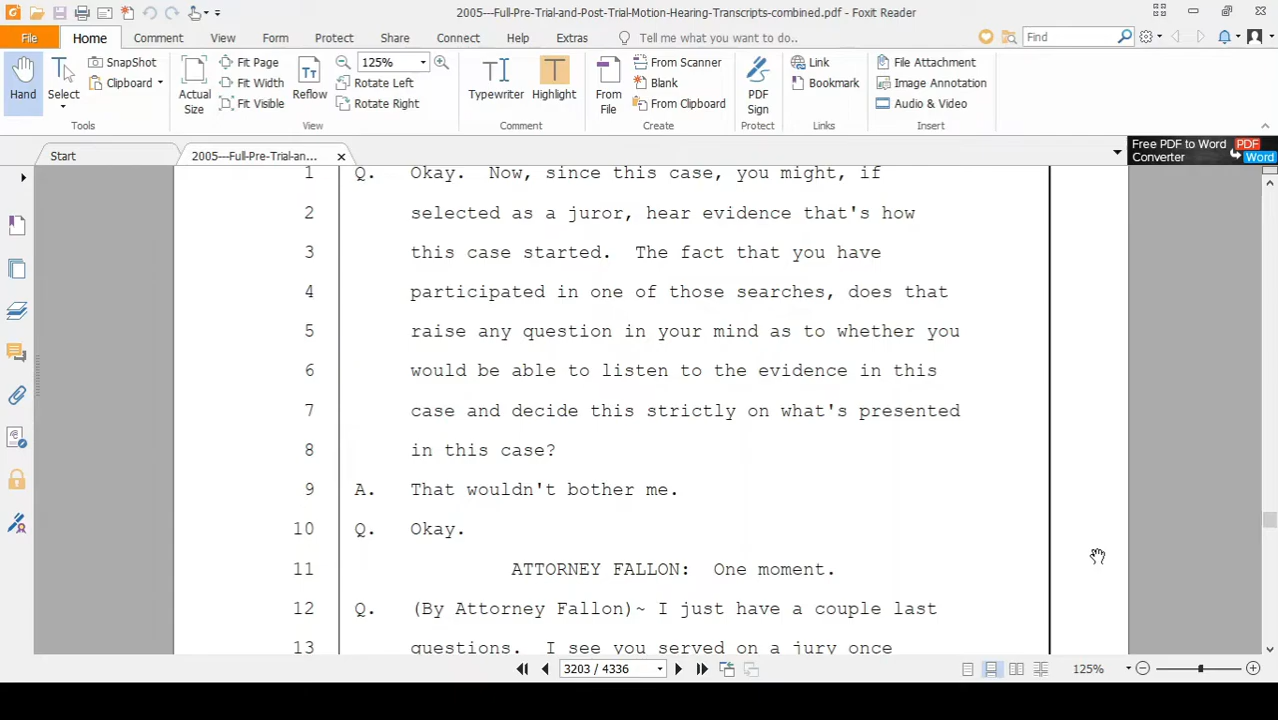 2005---Full-Pre-Trial-and-Post-Trial-Motion-Hearing-Transcripts-combined.pdf - Foxit Reader
File Home Comment View Form Protect Share Connect Help Extras Tell me what you want to do.. Find
Hand
Select
SnapShot
Clipboard
Tools
Actual Size
Fit Page
Fit Width
Fit Visible
Reflow
125%
Rotate Left
Rotate Right
View
Typewriter
Highlight
Comment
From File
From Scanner
Blank
From Clipboard
Create
PDF Sign
Protect
Link
Bookmark
Links
File Attachment
Image Annotation
Audio & Video
Insert
Start
2005---Full-Pre-Trial-an...
Free PDF to Word Converter
PDF
Word
1 Q. Okay. Now, since this case, you might, if
2 selected as a juror, hear evidence that's how
3 this case started. The fact that you have
4 participated in one of those searches, does that
5 raise any question in your mind as to whether you
6 would be able to listen to the evidence in this
7 case and decide this strictly on what's presented
8 in this case?
9 A. That wouldn't bother me.
10 Q. Okay.
11 ATTORNEY FALLON: One moment.
12 Q. (By Attorney Fallon)~ I just have a couple last
13 questions. I see you served on a jury once
3203 / 4336
125%